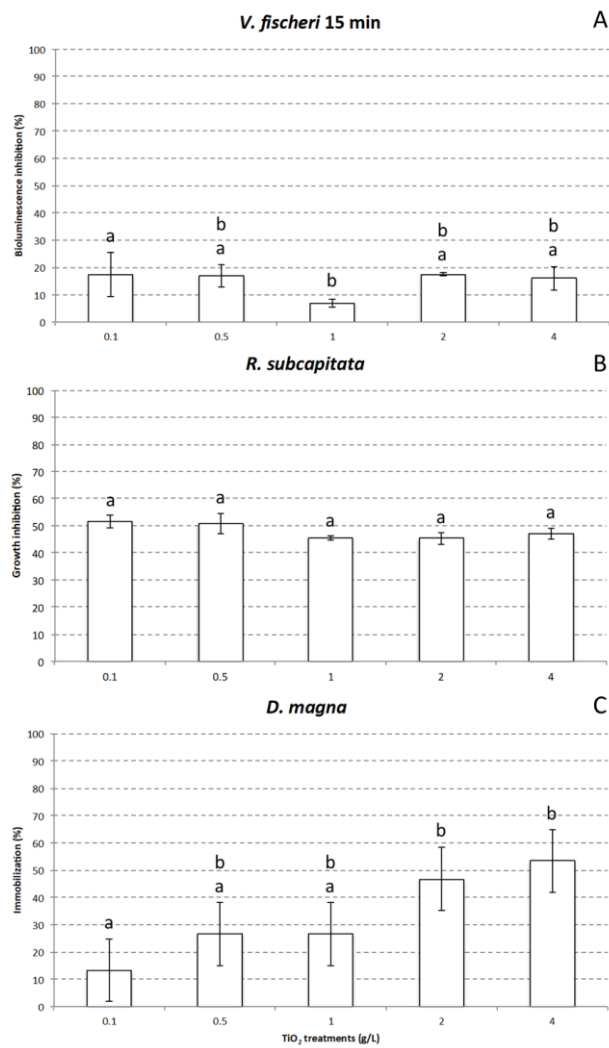 V. fischeri 15 min
A
Bioluminescence inhibition (%)
100
90
80
70
60
50
40
30
20
10
0
a
b
a
b
b
a
b
a
0.1 0.5 1 2 4
R. subcapitata
B
Growth inhibition (%)
100
90
80
70
60
50
40
30
20
10
0
a a a a a
0.1 0.5 1 2 4
D. magna
C
Immobilization (%)
100
90
80
70
60
50
40
30
20
10
0
a
b
a
b
a
b
b
0.1 0.5 1 2 4
TiO₂ treatments (g/L)